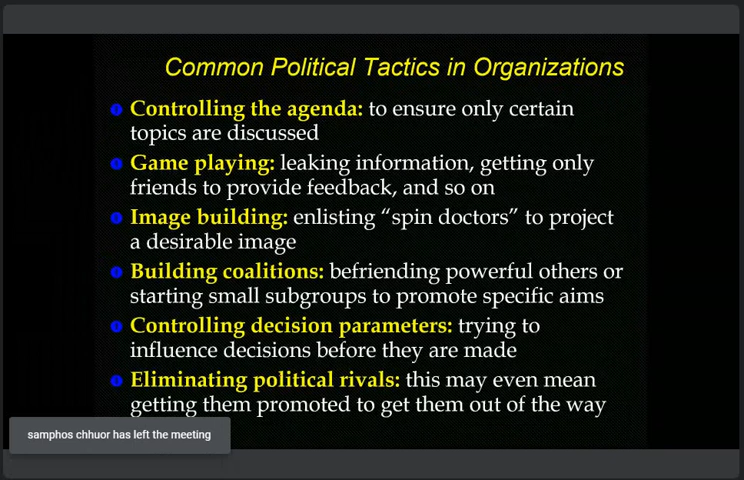 Common Political Tactics in Organizations
Controlling the agenda: to ensure only certain
topics are discussed
Game playing: leaking information, getting only
friends to provide feedback, and so on
Image building: enlisting “spin doctors” to project
a desirable image
Building coalitions: befriending powerful others or
starting small subgroups to promote specific aims
Controlling decision parameters: trying to
influence decisions before they are made
Eliminating political rivals: this may even mean
getting them promoted to get them out of the way
samphos chhuor has left the meeting